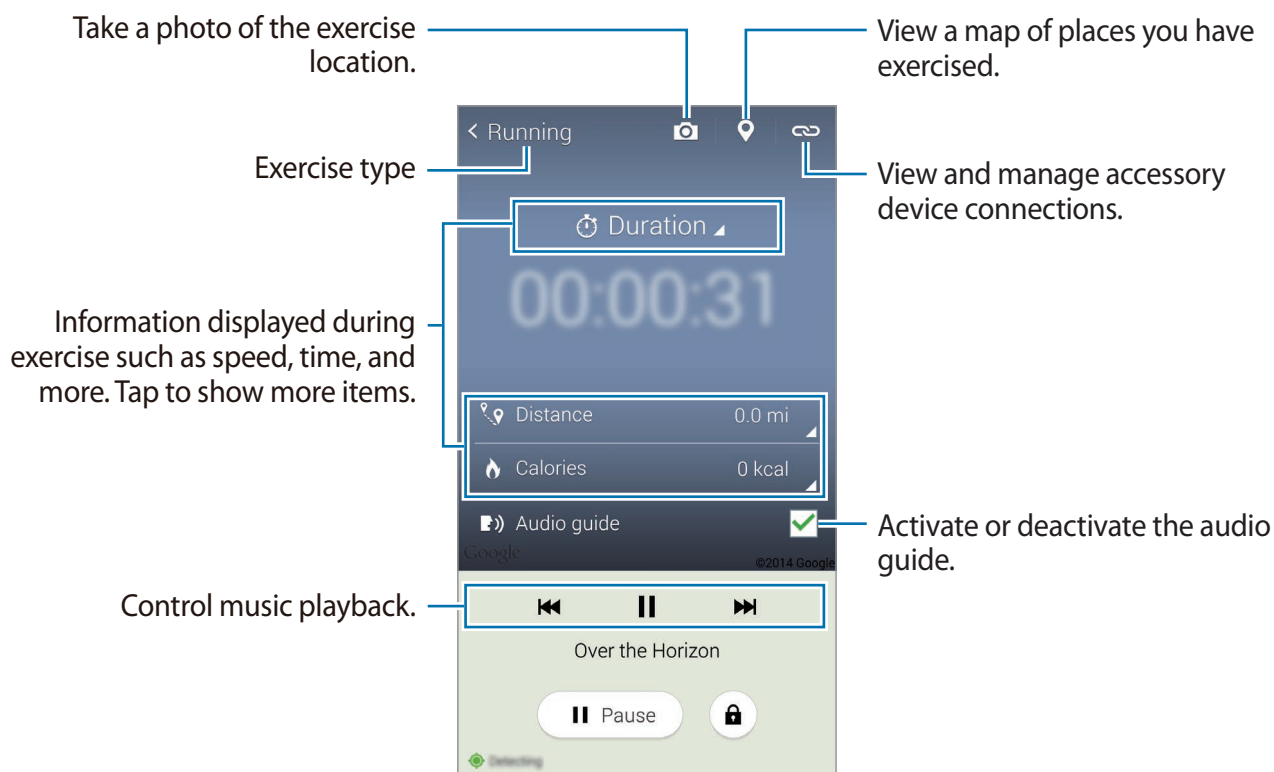 Take a photo of the exercise
location.
View a map of places you have
exercised.
< Running
Exercise type
View and manage accessory
device connections.
Duration
00:00:31
Information displayed during
exercise such as speed, time, and
more. Tap to show more items.
Distance 0.0 mi
Calories 0 kcal
Audio guide
Activate or deactivate the audio
guide.
Google ©2014 Google
Control music playback.
Over the Horizon
Pause
Detecting